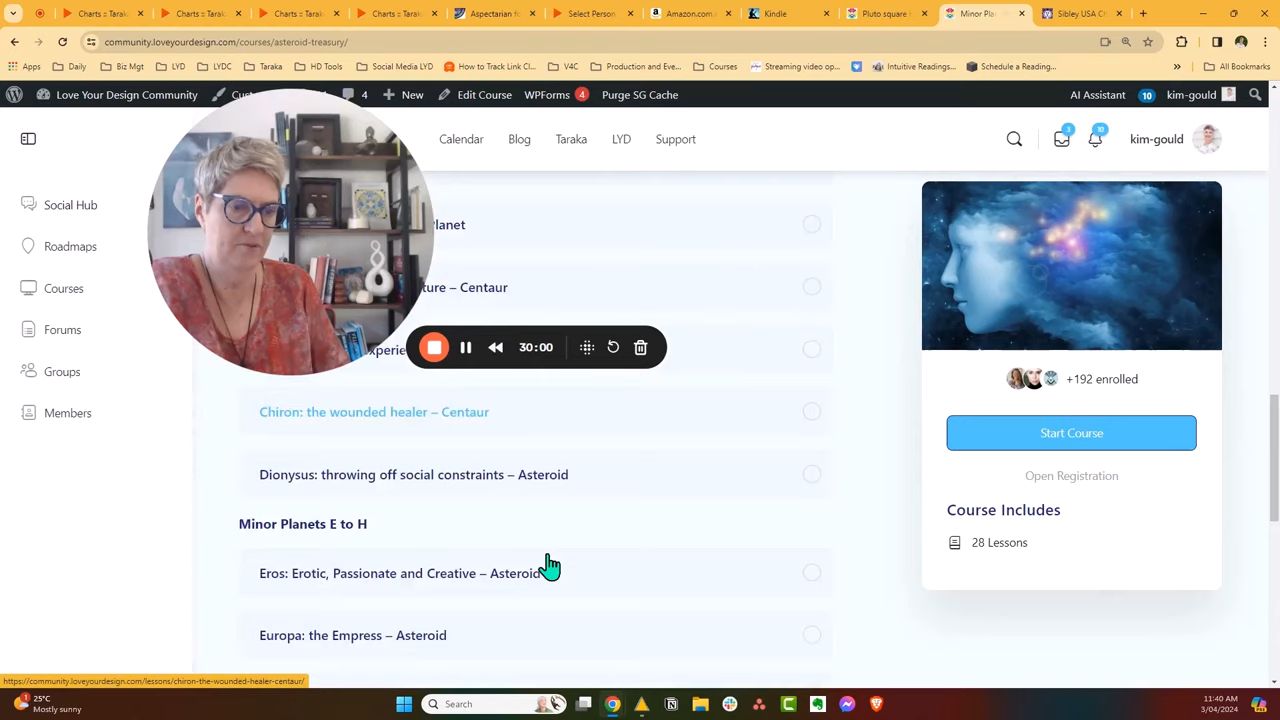 Charts :: Tarak
Charts :: Tarak
Charts :: Tarak
Charts :: Tarak
Aspectarian fo
Select Person
Amazon.com.
Kindle
Pluto square
Minor Pla
Sibley USA Ch
community.loveyourdesign.com/courses/asteroid-treasury/
Apps
Daily
Biz Mgt
LYD
LYDC
Taraka
HD Tools
Social Media LYD
How to Track Link Cl...
V4C
Production and Eve...
Courses
Streaming video op...
Intuitive Readings...
Schedule a Reading...
»
All Bookmarks
Love Your Design Community
Cus
4
New
Edit Course
WPForms 4
Purge SG Cache
AI Assistant
10
kim-gould
Calendar
Blog
Taraka
LYD
Support
3
10
kim-gould
Social Hub
Roadmaps
Courses
Forums
Groups
Members
Planet
ture – Centaur
xperie
30:00
Chiron: the wounded healer – Centaur
Dionysus: throwing off social constraints – Asteroid
Minor Planets E to H
Eros: Erotic, Passionate and Creative – Asteroid
Europa: the Empress – Asteroid
+192 enrolled
Start Course
Open Registration
Course Includes
28 Lessons
https://community.loveyourdesign.com/lessons/chiron-the-wounded-healer-centaur/
1
25°C
Mostly sunny
Search
11:40 AM
3/04/2024